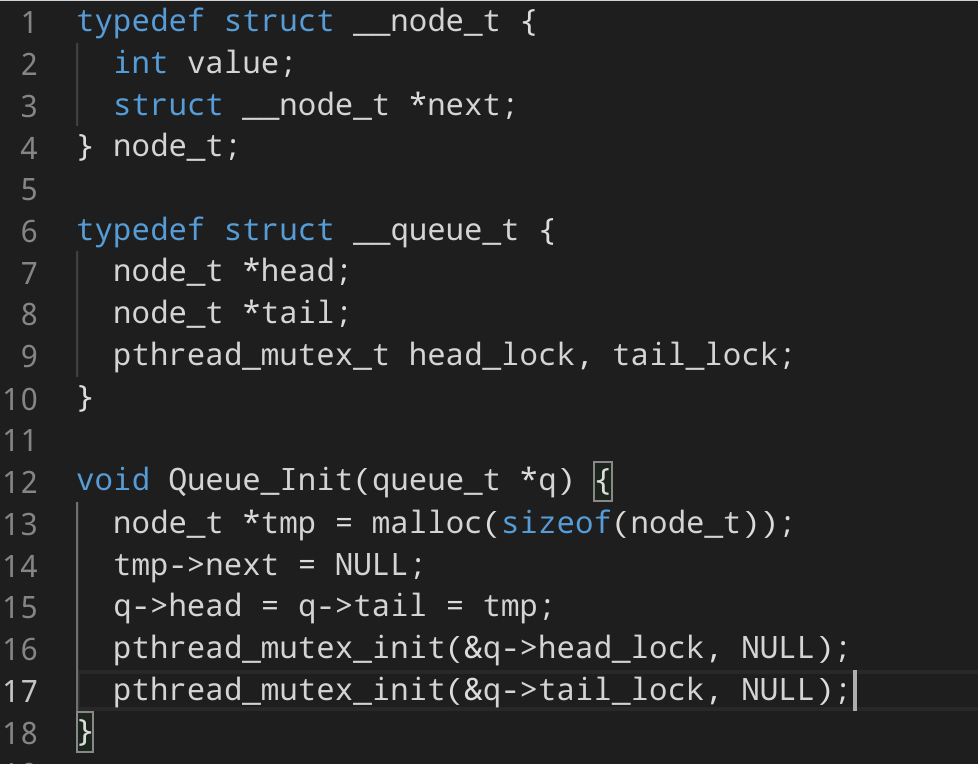 1 typedef struct __node_t {
2   int value;
3   struct __node_t *next;
4 } node_t;
5
6 typedef struct __queue_t {
7   node_t *head;
8   node_t *tail;
9   pthread_mutex_t head_lock, tail_lock;
10 }
11
12 void Queue_Init(queue_t *q) {
13   node_t *tmp = malloc(sizeof(node_t));
14   tmp->next = NULL;
15   q->head = q->tail = tmp;
16   pthread_mutex_init(&q->head_lock, NULL);
17   pthread_mutex_init(&q->tail_lock, NULL);
18 }